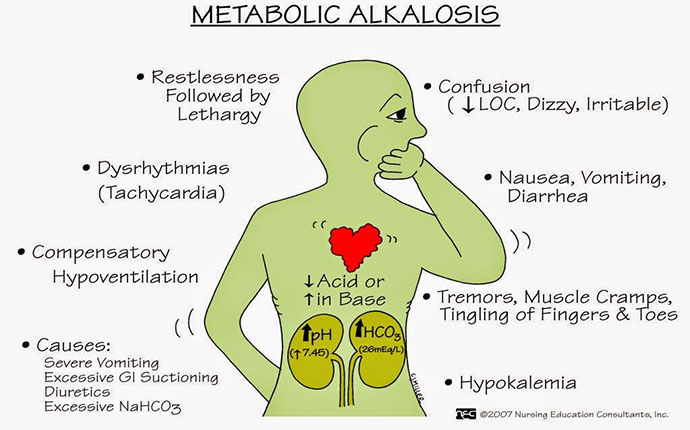 METABOLIC ALKALOSIS
• Restlessness
Followed by
Lethargy
• Confusion
(↓LOC, Dizzy, Irritable)
• Dysrhythmias
(Tachycardia)
• Nausea, Vomiting,
Diarrhea
• Compensatory
Hypoventilation
↓Acid or
↑in Base
• Tremors, Muscle Cramps,
Tingling of Fingers & Toes
↑pH
(↑7.45)
↑HCO3
(26mEq/L)
• Causes:
Severe Vomiting
Excessive GI Suctioning
Diuretics
Excessive NaHCO3
• Hypokalemia
C.J.MILLER
NEC ©2007 Nursing Education Consultants, Inc.